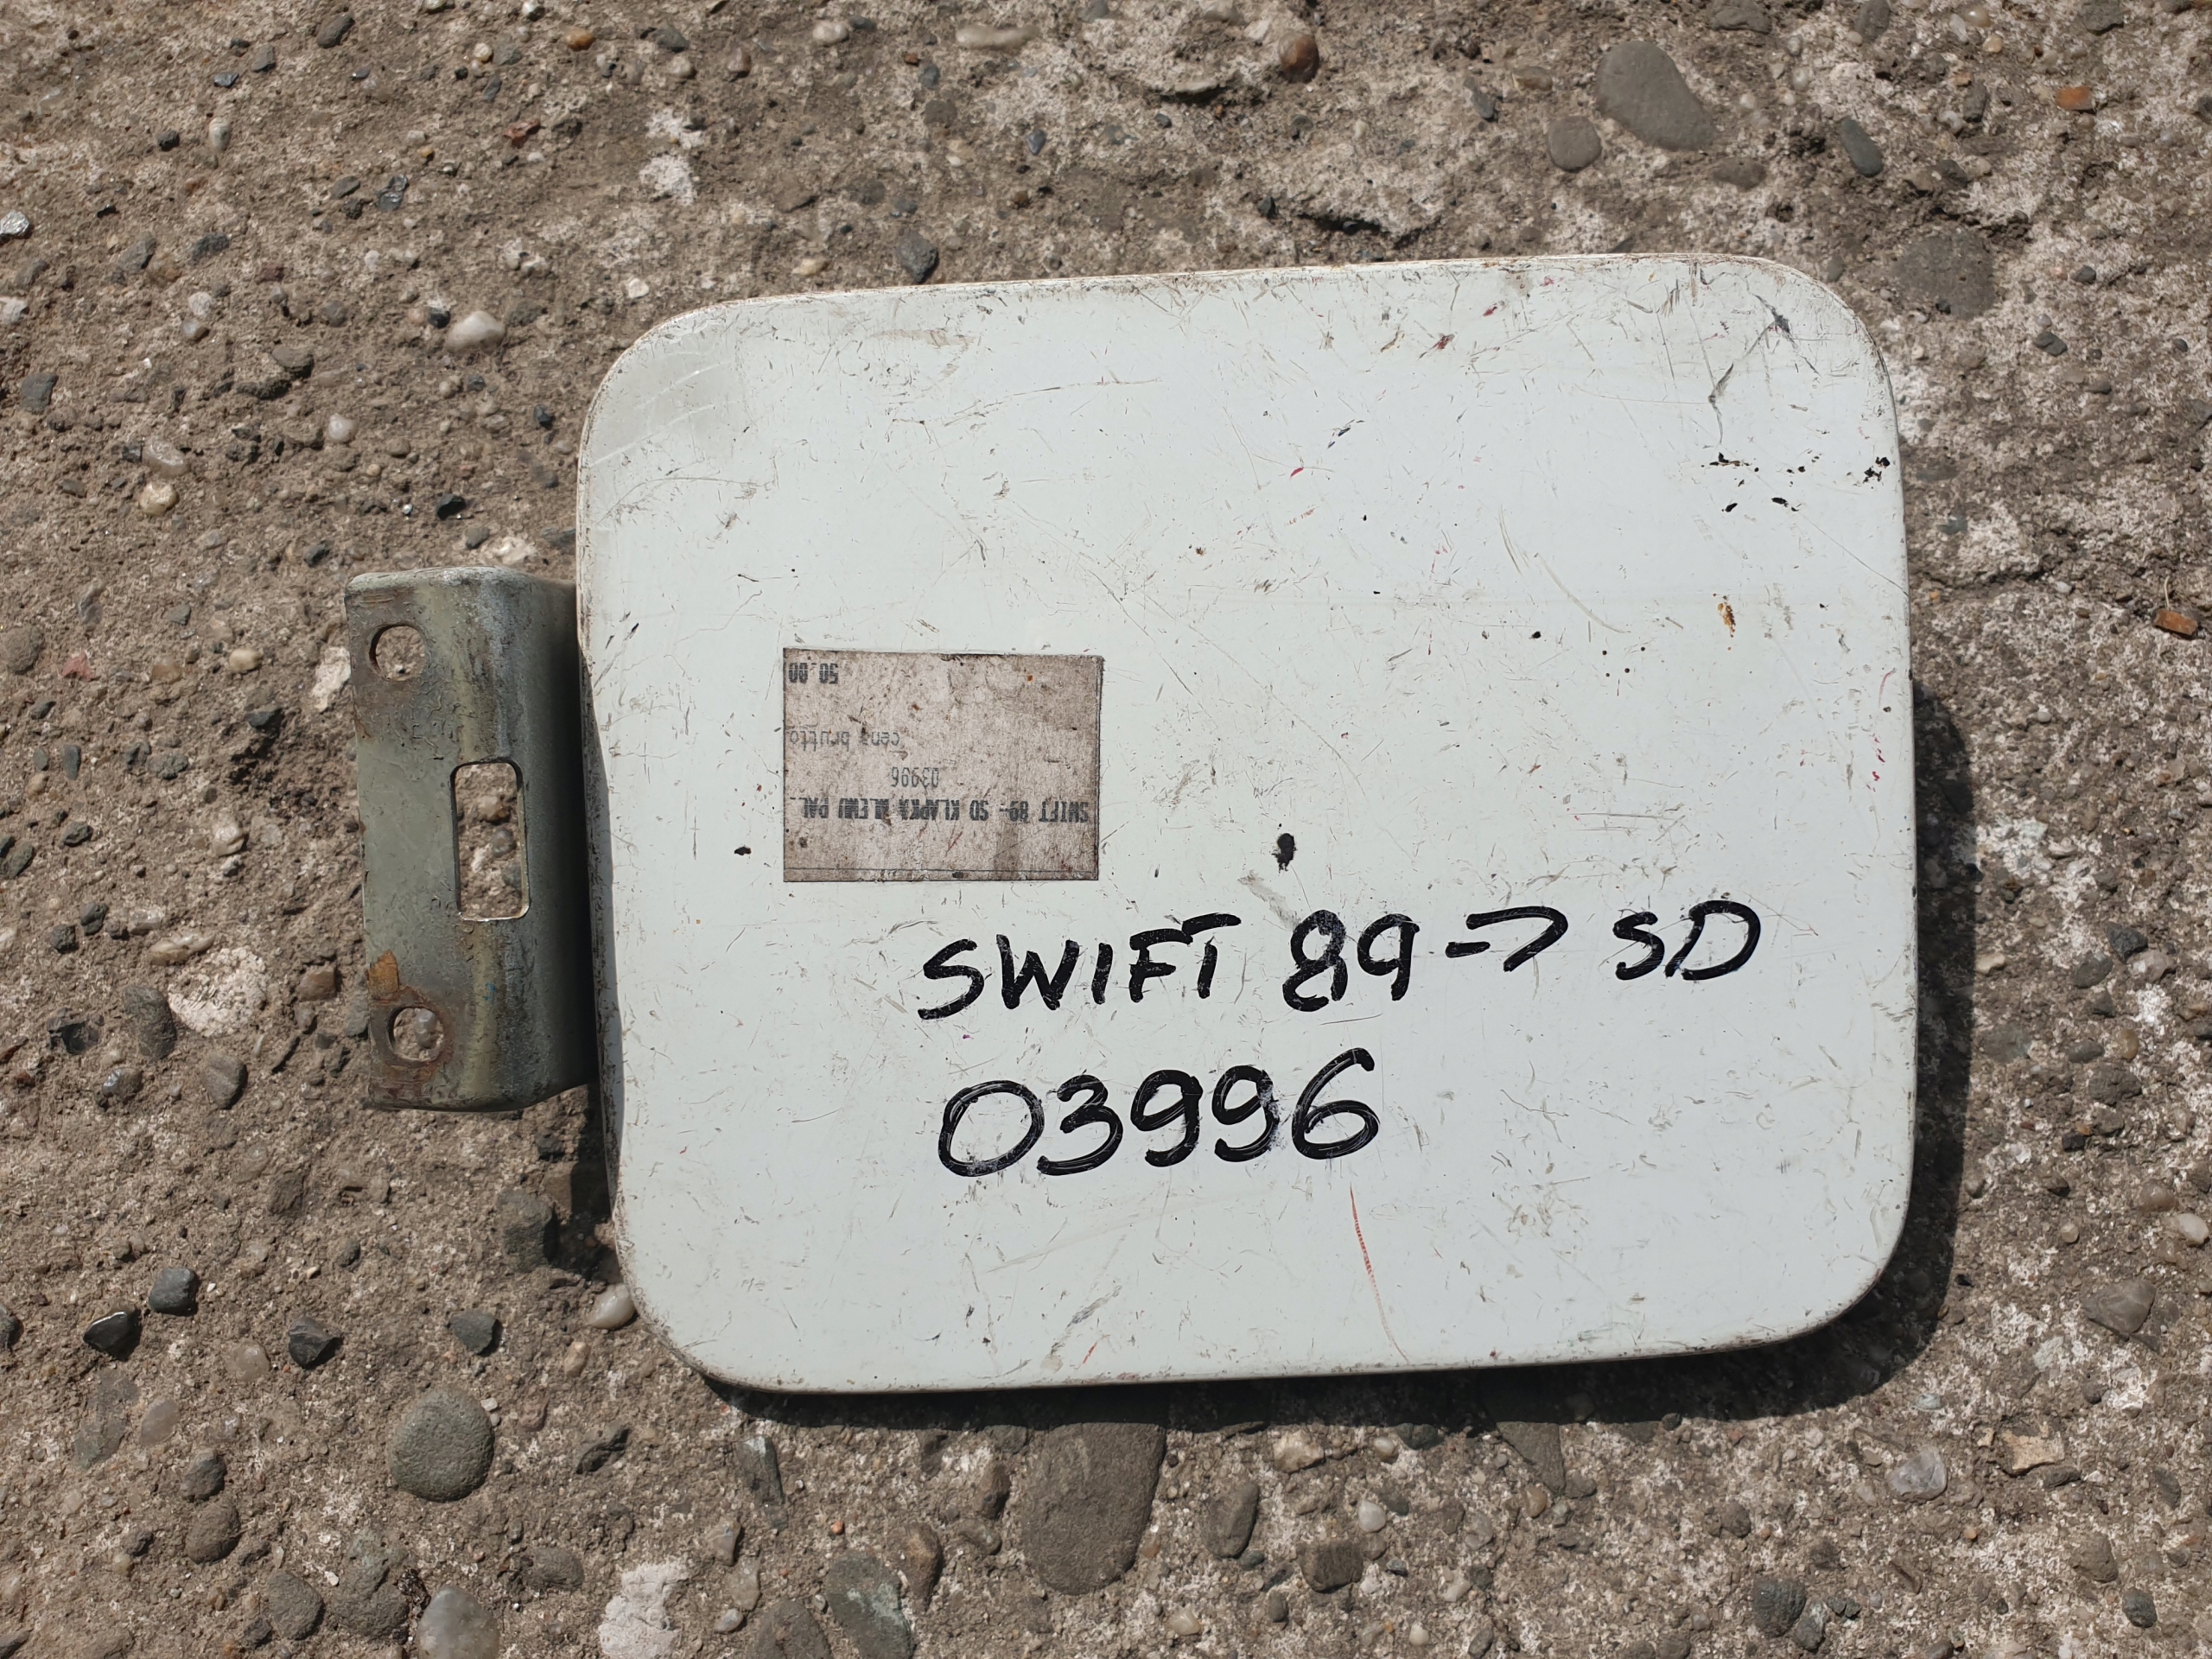 SWIFT 89- SD KLAPKA WLEWU PAL.
03996
cena brutto
50.00
SWIFT 89-> SD
03996